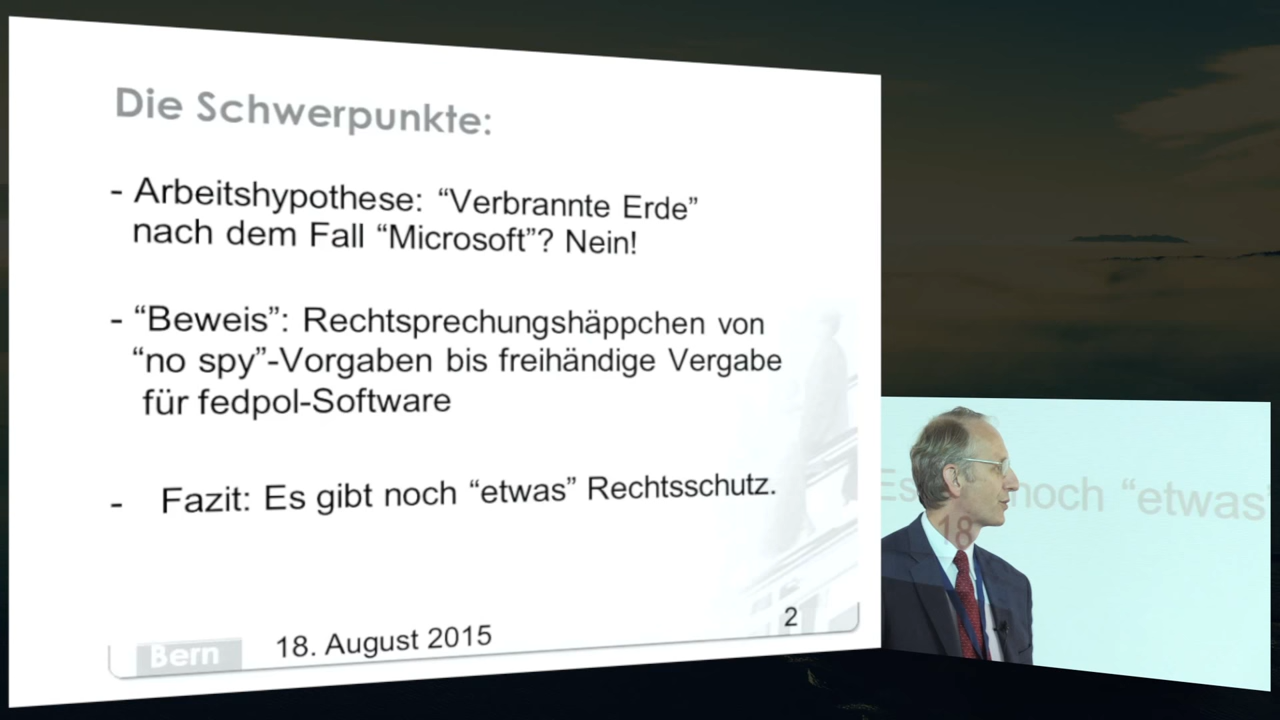 Die Schwerpunkte:
- Arbeitshypothese: “Verbrannte Erde”
nach dem Fall “Microsoft”? Nein!
- “Beweis”: Rechtsprechungshäppchen von
“no spy”-Vorgaben bis freihändige Vergabe
für fedpol-Software
- Fazit: Es gibt noch “etwas” Rechtsschutz.
Bern
18. August 2015
2
Es
noch “etwas”
18